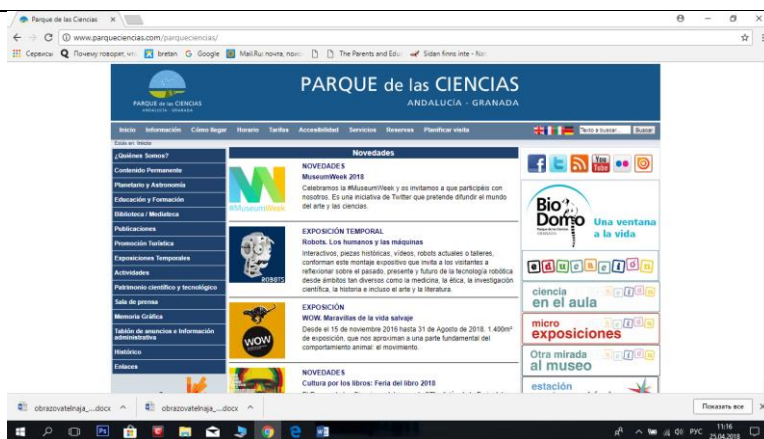 Parque de las Ciencias
www.parqueciencias.com/parqueciencias/
Сервисы
bretan
Google
Mail.Ru:
The Parents and
Sidan finns inte -
PARQUE de las CIENCIAS
PARQUE de las CIENCIAS
ANDALUCÍA - GRANADA
ANDALUCÍA - GRANADA
Inicio Información Cómo llegar Horario Tarifas Accesibilidad Servicios Reservas Planificar visita
Texto a buscar... Buscar
Estás en: Inicio
¿Quiénes Somos?
Contenido Permanente
Planetario y Astronomía
Educación y Formación
Biblioteca / Mediateca
Publicaciones
Promoción Turística
Exposiciones Temporales
Actividades
Patrimonio científico y tecnológico
Sala de prensa
Memoria Gráfica
Tablón de anuncios e Información
administrativa
Histórico
Enlaces
Novedades
#MuseumWeek
NOVEDADES
MuseumWeek 2018
Celebramos la #MuseumWeek y os invitamos a que participéis con
nosotros. Es una iniciativa de Twitter que pretende difundir el mundo
del arte y las ciencias.
ROBOTS
EXPOSICIÓN TEMPORAL
Robots. Los humanos y las máquinas
Interactivos, piezas históricas, vídeos, robots actuales o talleres,
conforman este montaje expositivo que invita a los visitantes a
reflexionar sobre el pasado, presente y futuro de la tecnología robótica
desde ámbitos tan diversos como la medicina, la ética, la investigación
científica, la historia e incluso el arte y la literatura.
WOW
EXPOSICIÓN
WOW. Maravillas de la vida salvaje
Desde el 15 de noviembre 2016 hasta 31 de Agosto de 2018. 1.400m²
de exposición, que nos aproximan a una parte fundamental del
comportamiento animal: el movimiento.
NOVEDADES
Cultura por los libros: Feria del libro 2018
You
Tube
Bio
Domo
Una ventana
a la vida
educación
ciencia
en el aula
micro
exposiciones
Otra mirada
al museo
estación
obrazovatelnaja_....docx
obrazovatelnaja_....docx
Показать все
РУС
11:16
25.04.2018